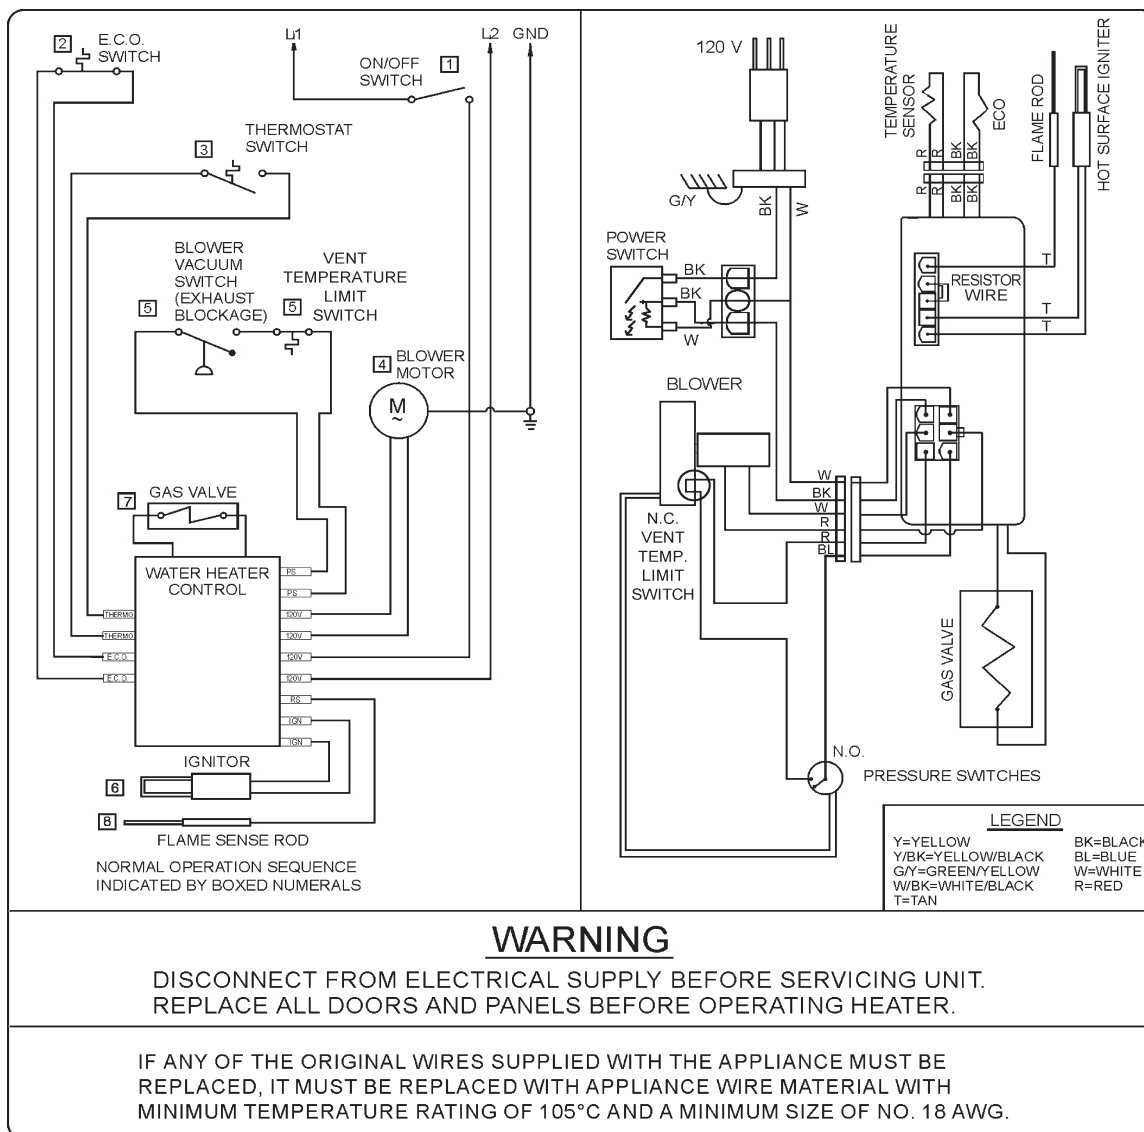 2
E.C.O.
SWITCH
L1
L2
GND
ON/OFF
SWITCH
1
THERMOSTAT
SWITCH
3
BLOWER
VACUUM
SWITCH
(EXHAUST
BLOCKAGE)
5
VENT
TEMPERATURE
LIMIT
SWITCH
5
4
BLOWER
MOTOR
M
~
7
GAS VALVE
WATER HEATER
CONTROL
THERMO
THERMO
E.C.O.
E.C.O.
PS
PS
120V
120V
120V
120V
RS
IGN
IGN
IGNITOR
6
8
FLAME SENSE ROD
NORMAL OPERATION SEQUENCE
INDICATED BY BOXED NUMERALS
120 V
G/Y
BK
W
POWER
SWITCH
BK
BK
W
TEMPERATURE
SENSOR
ECO
R
R
BK
BK
R
R
BK
BK
FLAME ROD
HOT SURFACE IGNITER
RESISTOR
WIRE
T
T
T
BLOWER
N.C.
VENT
TEMP.
LIMIT
SWITCH
W
BK
W
R
R
BL
GAS VALVE
N.O.
PRESSURE SWITCHES
LEGEND
Y=YELLOW
Y/BK=YELLOW/BLACK
G/Y=GREEN/YELLOW
W/BK=WHITE/BLACK
T=TAN
BK=BLACK
BL=BLUE
W=WHITE
R=RED
WARNING
DISCONNECT FROM ELECTRICAL SUPPLY BEFORE SERVICING UNIT.
REPLACE ALL DOORS AND PANELS BEFORE OPERATING HEATER.
IF ANY OF THE ORIGINAL WIRES SUPPLIED WITH THE APPLIANCE MUST BE
REPLACED, IT MUST BE REPLACED WITH APPLIANCE WIRE MATERIAL WITH
MINIMUM TEMPERATURE RATING OF 105°C AND A MINIMUM SIZE OF NO. 18 AWG.